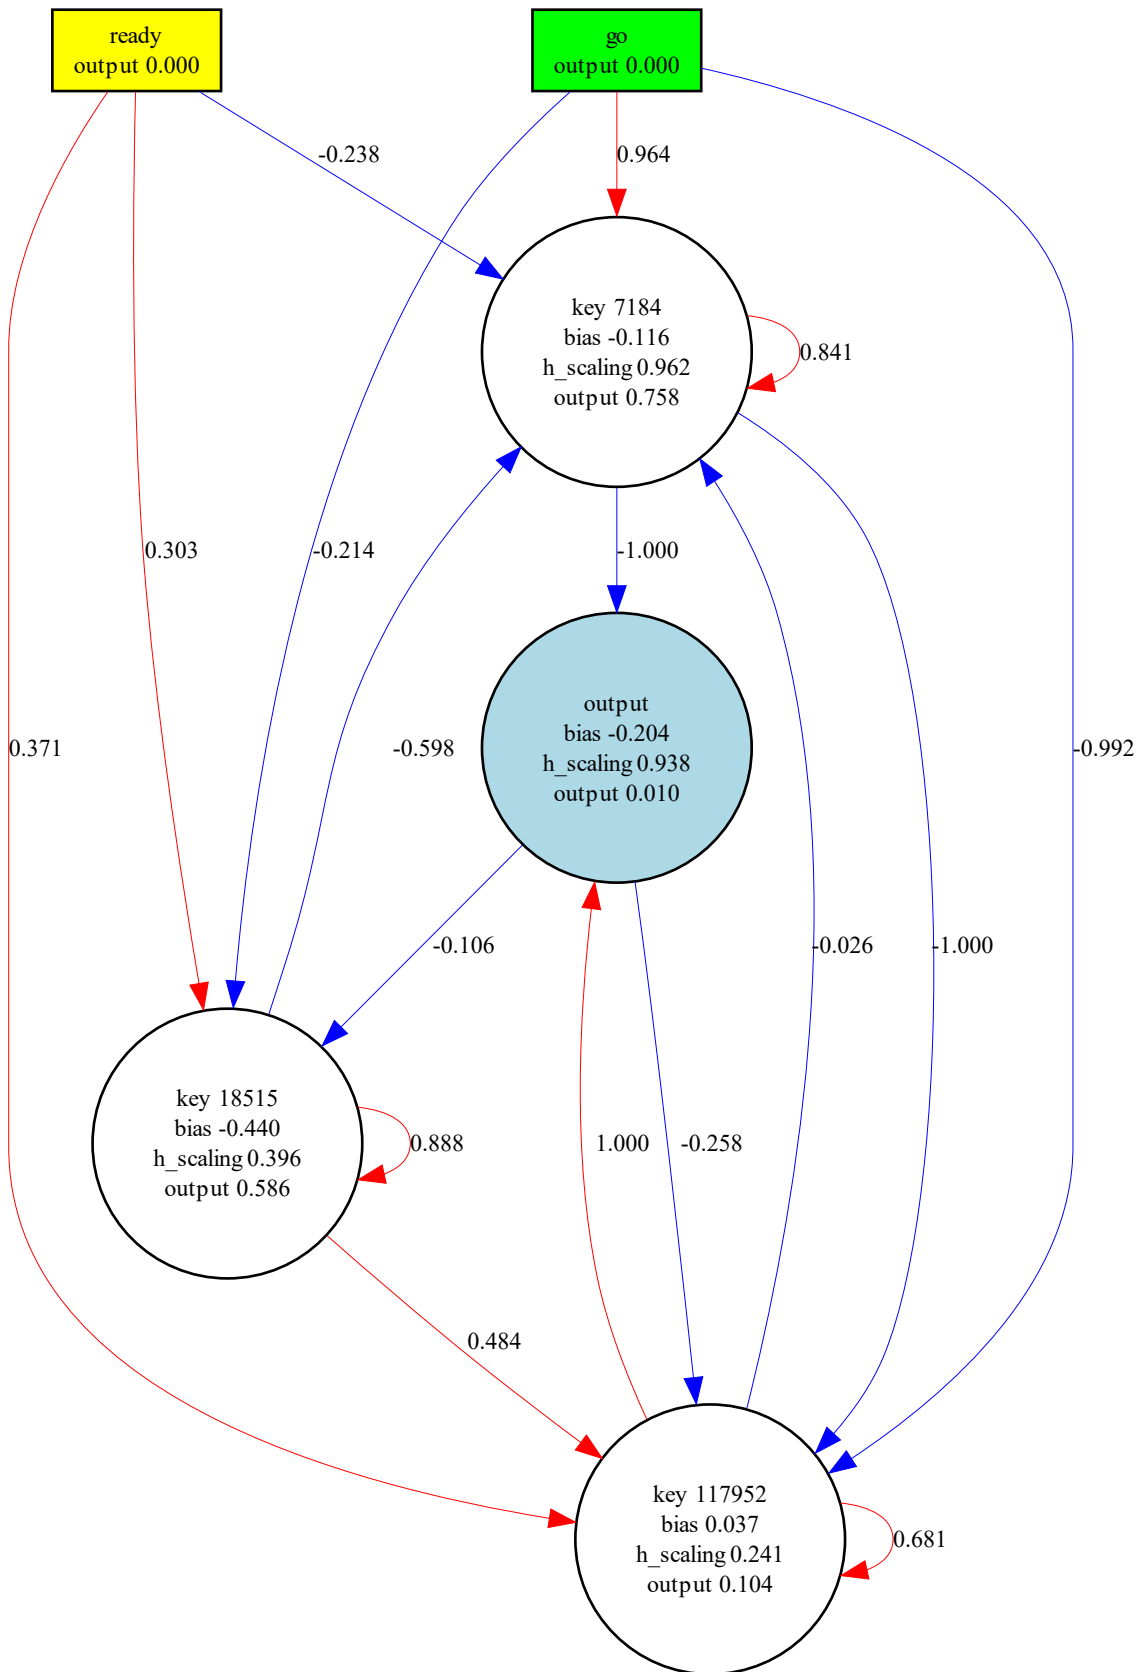 ready
output 0.000
go
output 0.000
-0.238
0.964
key 7184
bias -0.116
h_scaling 0.962
output 0.758
0.841
0.303
-0.214
-1.000
output
bias -0.204
h_scaling 0.938
output 0.010
0.371
-0.598
-0.992
-0.106
-0.026
-1.000
key 18515
bias -0.440
h_scaling 0.396
output 0.586
0.888
1.000
-0.258
0.484
key 117952
bias 0.037
h_scaling 0.241
output 0.104
0.681